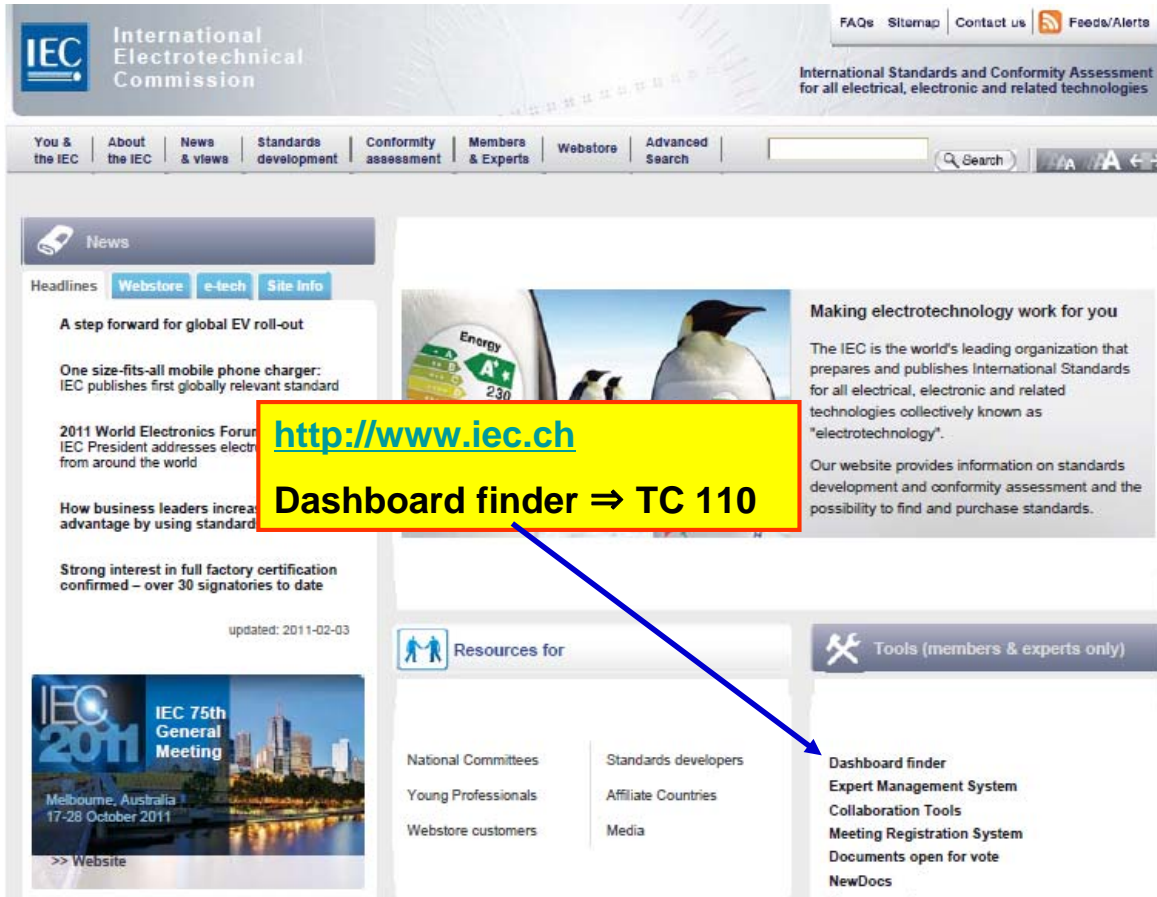 IEC
International
Electrotechnical
Commission
FAQs Sitemap Contact us Feeds/Alerts
International Standards and Conformity Assessment
for all electrical, electronic and related technologies
You &
the IEC
About
the IEC
News
& views
Standards
development
Conformity
assessment
Members
& Experts
Webstore
Advanced
Search
Search
A A
News
Headlines Webstore e-tech Site Info
A step forward for global EV roll-out
One size-fits-all mobile phone charger:
IEC publishes first globally relevant standard
2011 World Electronics
IEC President addresses
from around the world
How business leaders
advantage by using
Strong interest in full factory certification
confirmed – over 30 signatories to date
updated: 2011-02-03
Energy
A
230
http://www.iec.ch
Dashboard finder ⇒ TC 110
Making electrotechnology work for you
The IEC is the world's leading organization that
prepares and publishes International Standards
for all electrical, electronic and related
technologies collectively known as
"electrotechnology".
Our website provides information on standards
development and conformity assessment and the
possibility to find and purchase standards.
IEC
2011
IEC 75th
General
Meeting
Melbourne, Australia
17-28 October 2011
>> Website
Resources for
National Committees
Young Professionals
Webstore customers
Standards developers
Affiliate Countries
Media
Tools (members & experts only)
Dashboard finder
Expert Management System
Collaboration Tools
Meeting Registration System
Documents open for vote
NewDocs